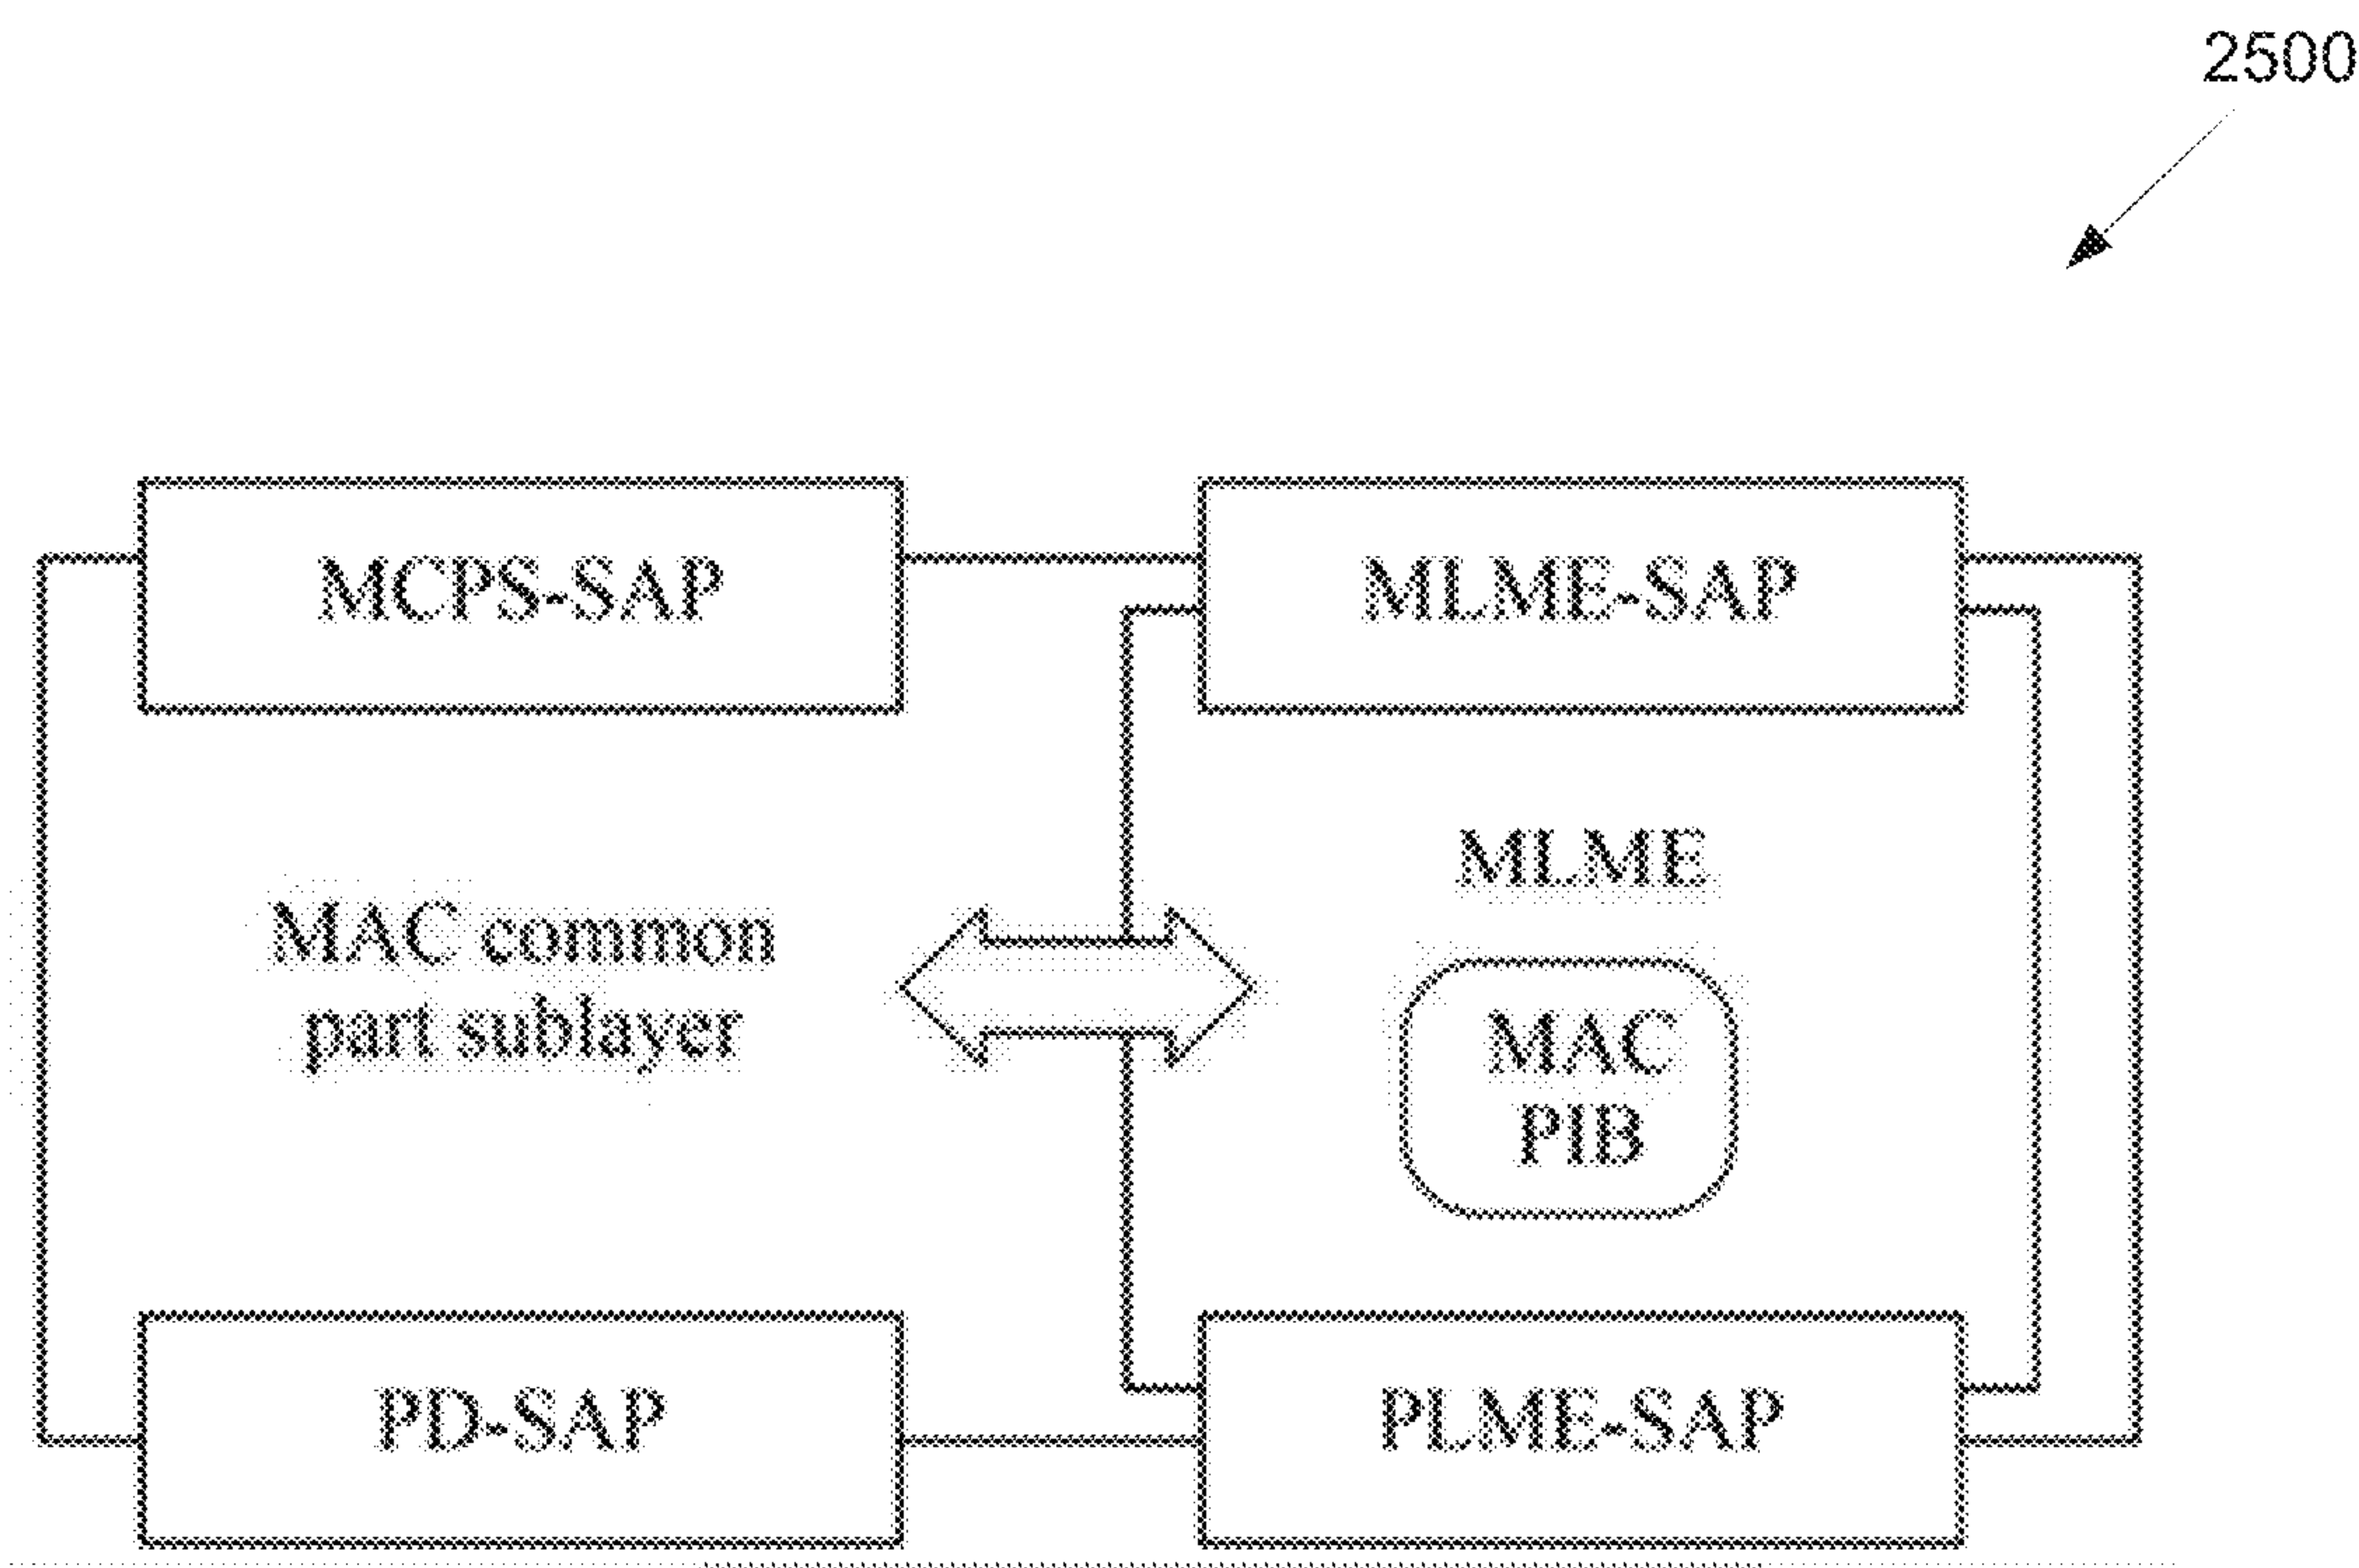 2500
MCPS-SAP
MLME-SAP
MLME
MAC common
part sublayer
MAC
PIB
PD-SAP
PLME-SAP